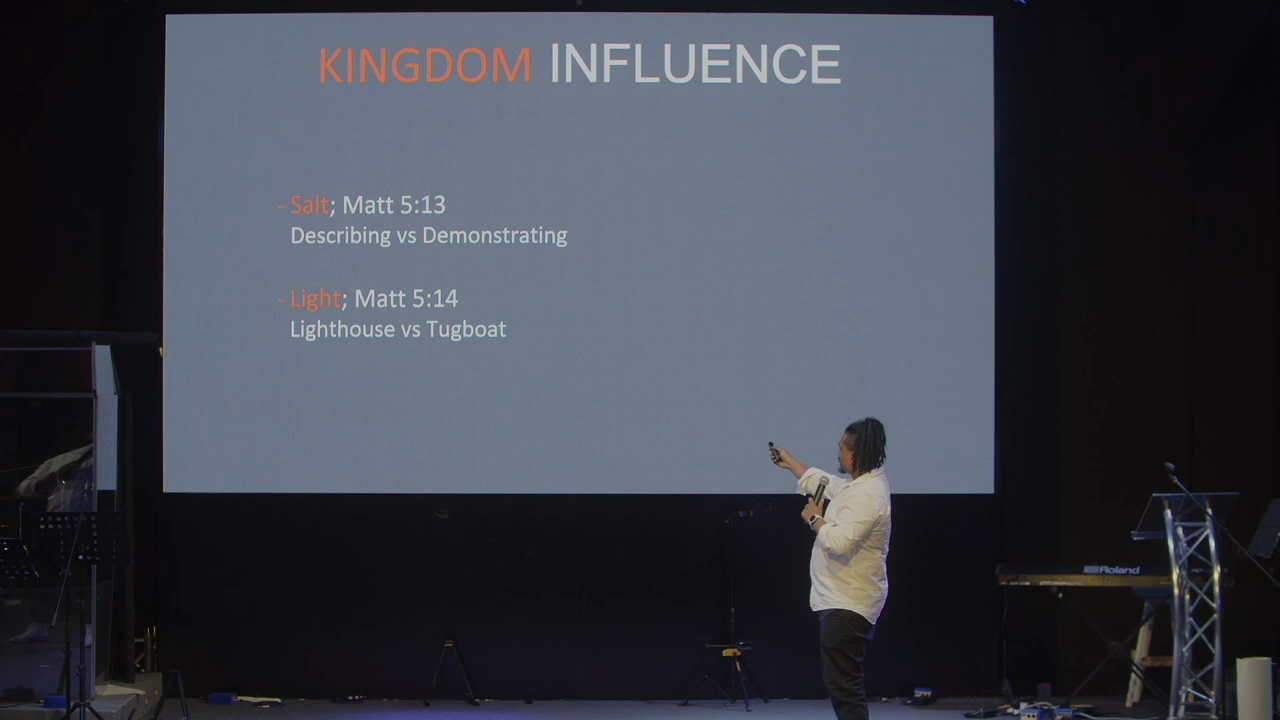 KINGDOM INFLUENCE
- Salt; Matt 5:13
Describing vs Demonstrating
- Light; Matt 5:14
Lighthouse vs Tugboat
Roland